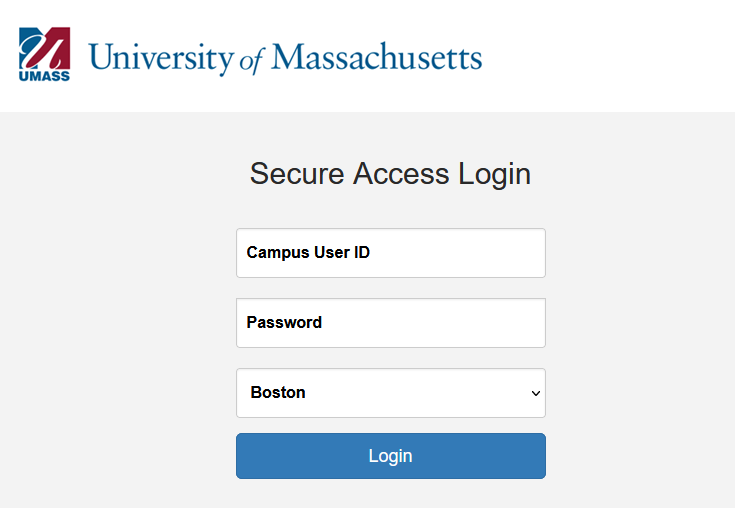 UMASS
University of Massachusetts
Secure Access Login
Campus User ID
Password
Boston
Login